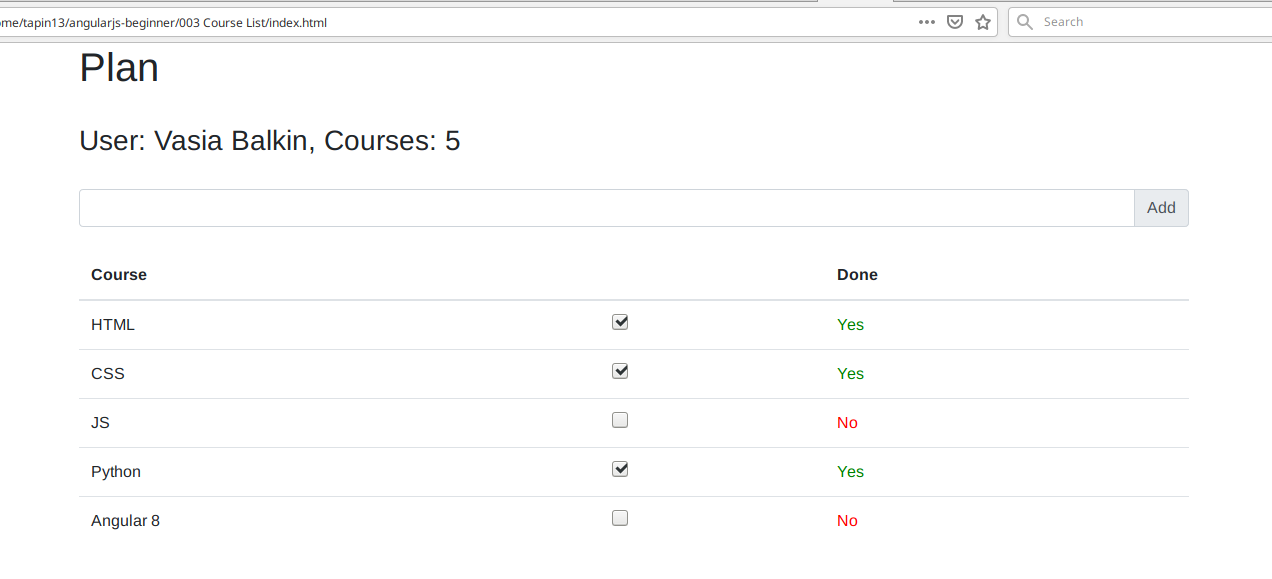 ome/tapin13/angularjs-beginner/003 Course List/index.html
Search
Plan
User: Vasia Balkin, Courses: 5
Add
Course Done
HTML Yes
CSS Yes
JS No
Python Yes
Angular 8 No